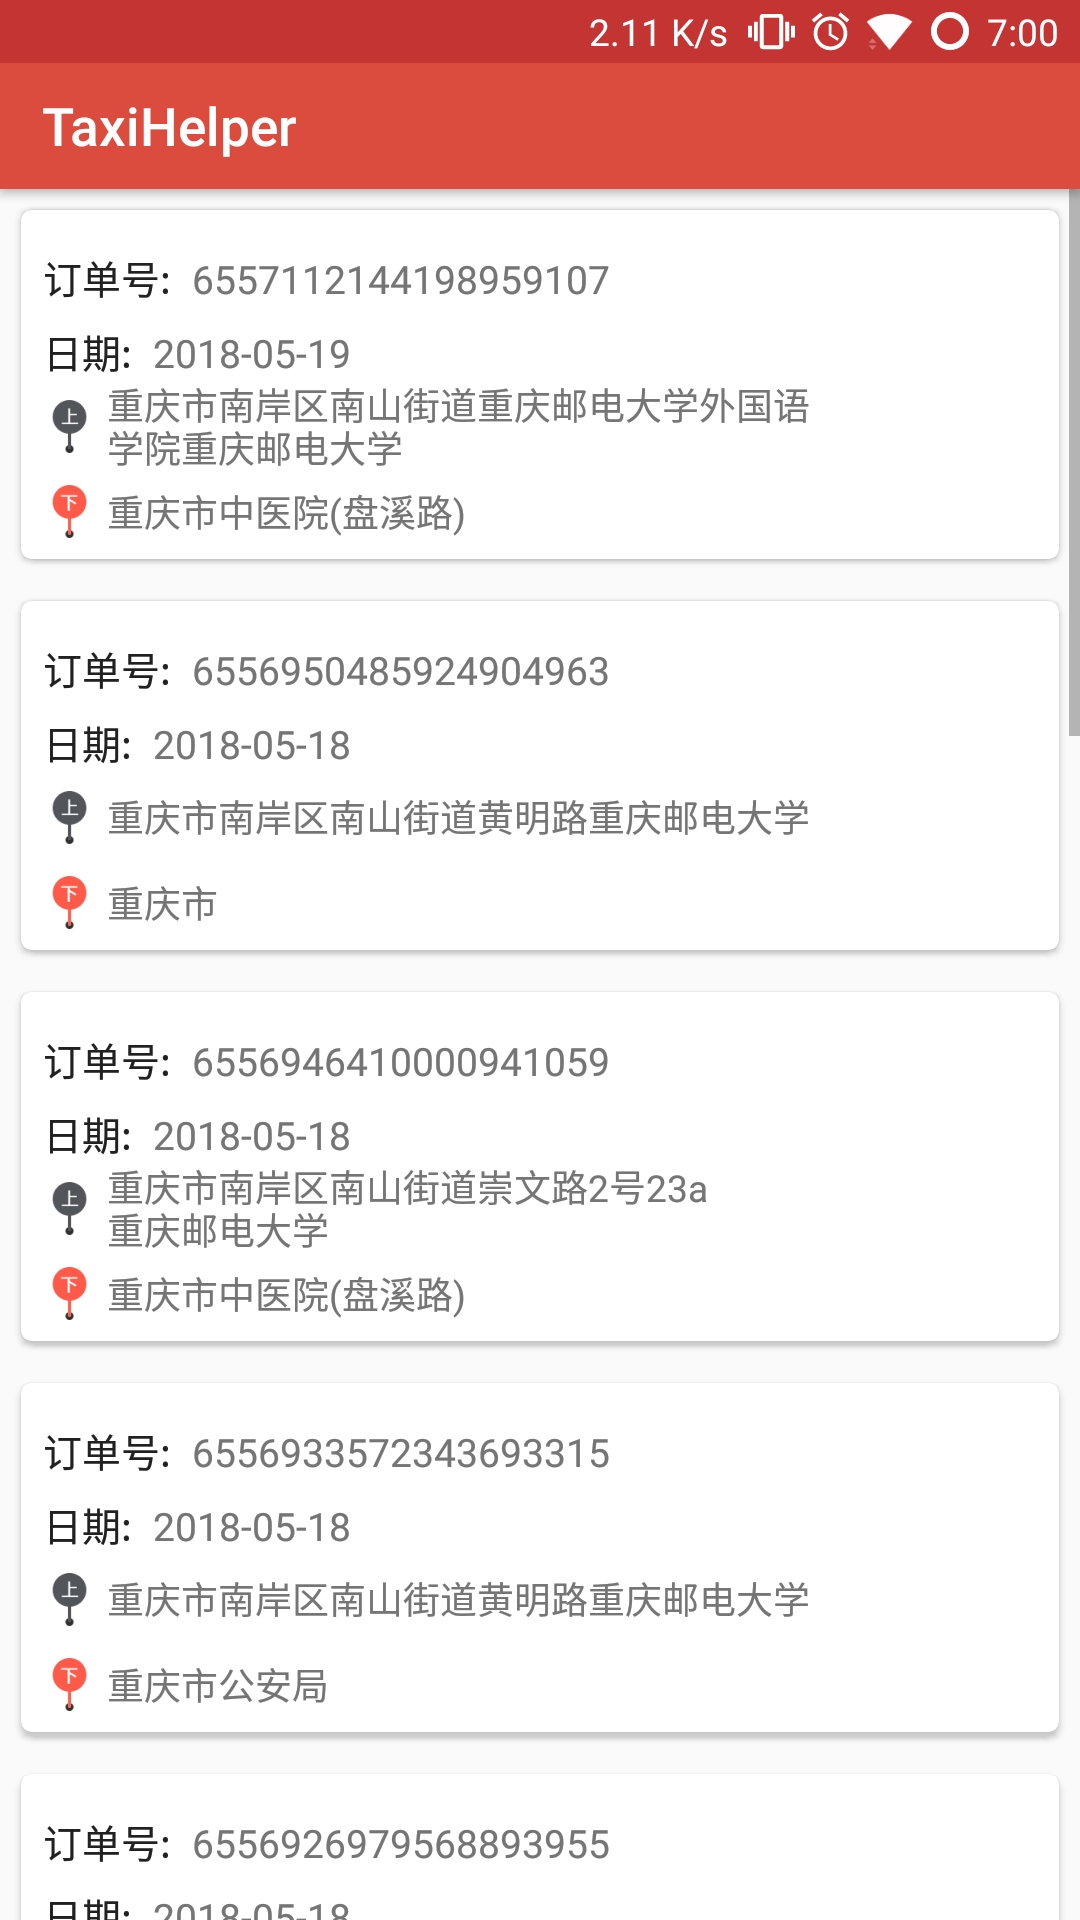 2.11 K/s 7:00
TaxiHelper
订单号: 6557112144198959107
日期: 2018-05-19
上 重庆市南岸区南山街道重庆邮电大学外国语
学院重庆邮电大学
下 重庆市中医院(盘溪路)
订单号: 6556950485924904963
日期: 2018-05-18
上 重庆市南岸区南山街道黄明路重庆邮电大学
下 重庆市
订单号: 6556946410000941059
日期: 2018-05-18
上 重庆市南岸区南山街道崇文路2号23a
重庆邮电大学
下 重庆市中医院(盘溪路)
订单号: 6556933572343693315
日期: 2018-05-18
上 重庆市南岸区南山街道黄明路重庆邮电大学
下 重庆市公安局
订单号: 6556926979568893955
日期: 2018-05-18